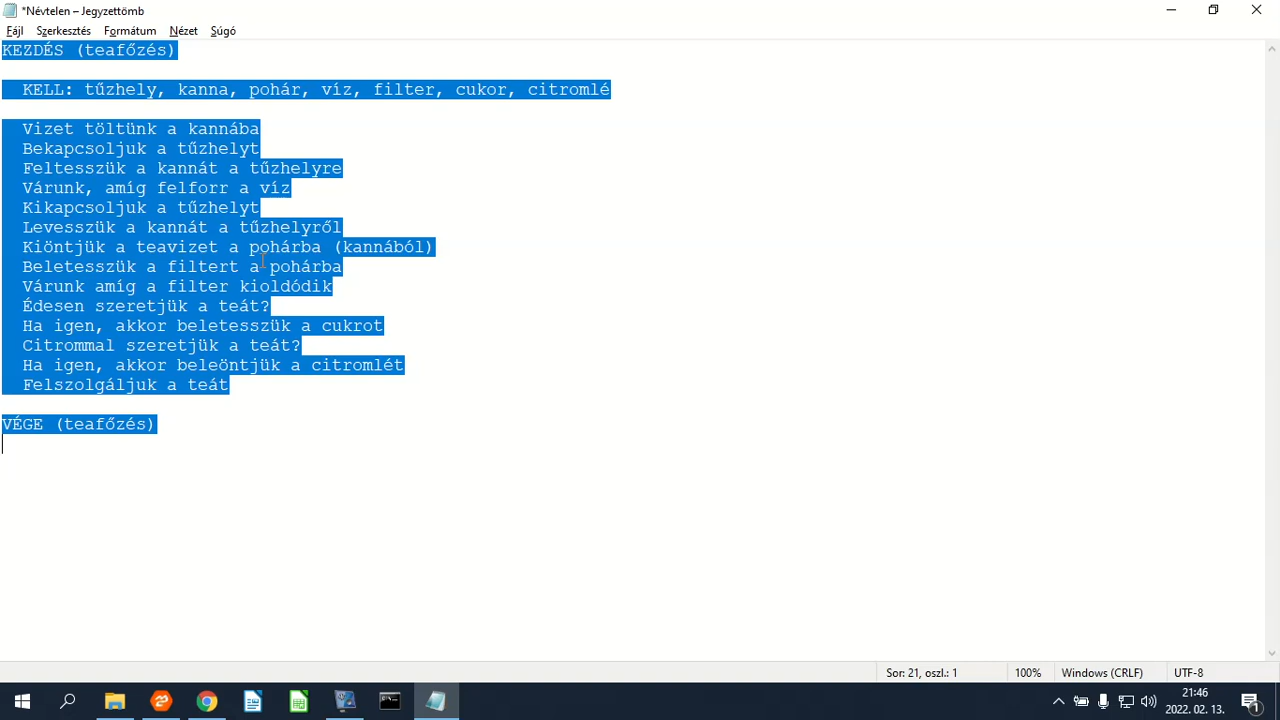 *Névtelen – Jegyzettömb
Fájl Szerkesztés Formátum Nézet Súgó
KEZDÉS (teafőzés)
KELL: tűzhely, kanna, pohár, víz, filter, cukor, citromlé
Vizet töltünk a kannába
Bekapcsoljuk a tűzhelyt
Feltesszük a kannát a tűzhelyre
Várunk, amíg felforr a víz
Kikapcsoljuk a tűzhelyt
Levesszük a kannát a tűzhelyről
Kiöntjük a teavizet a pohárba (kannából)
Beletesszük a filtert a pohárba
Várunk amíg a filter kioldódik
Édesen szeretjük a teát?
Ha igen, akkor beletesszük a cukrot
Citrommal szeretjük a teát?
Ha igen, akkor beleöntjük a citromlét
Felszolgáljuk a teát
VÉGE (teafőzés)
Sor: 21, oszl.: 1 100% Windows (CRLF) UTF-8
21:46
2022. 02. 13.
1